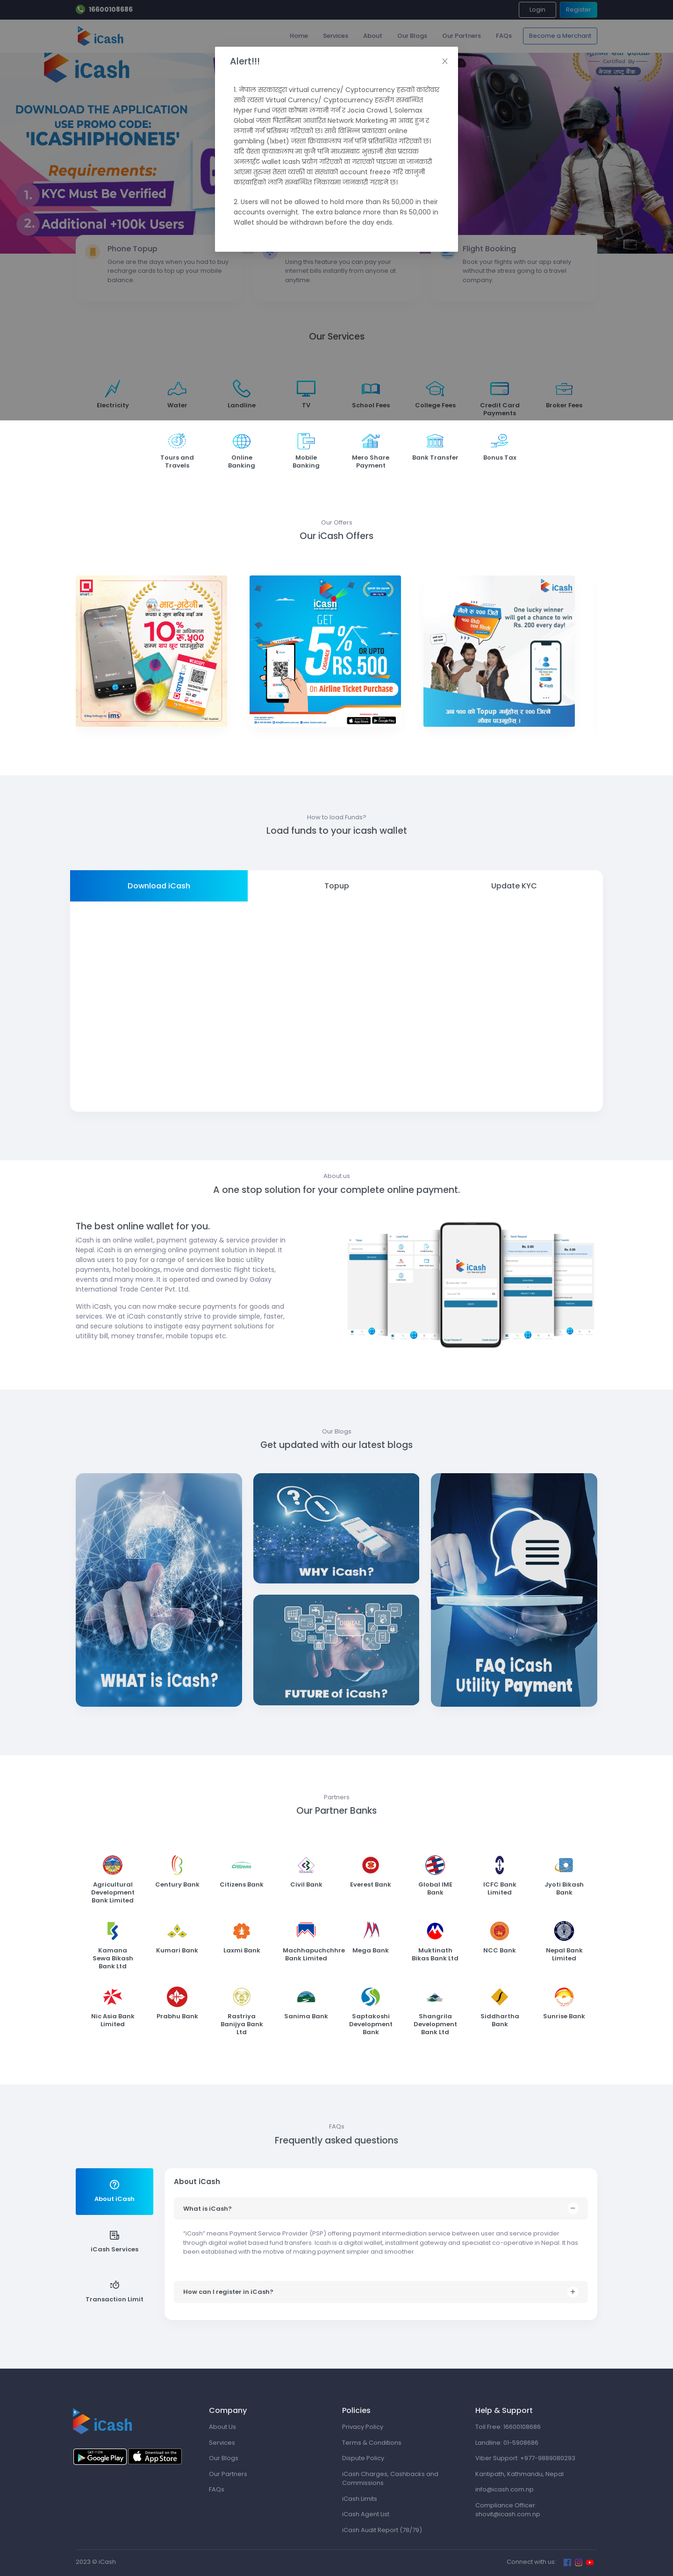 16600108686
Login
Register
iCash
Home
Services
About
Our Blogs
Our Partners
FAQs
Become a Merchant
Alert!!!
X
1. नेपाल सरकारद्वारा virtual currency/ Cyptocurrency हरुको कारोवार
साथै त्यस्ता Virtual Currency/ Cyptocurrency हरुसँग सम्बन्धित
Hyper Fund जस्ता कोषमा लगानी गर्न र Jocia Crowd 1, Solemax
Global जस्ता पिरामिडमा आधारित Network Marketing मा आवद्द हुन र
लगानी गर्न प्रतिबन्ध गरिएको छ। साथै विभिन्न प्रकारका online
gambling (1xbet) जस्ता क्रियाकलाप गर्न पनि प्रतिबन्धित गरिएको छ।
यदि येस्ता कृयाकलाप मा कुनै पनि माध्यमबाट भुक्तानी सेवा प्रदायक
अनलाईट wallet icash प्रयोग गरिएको वा गराएको पाइएमा वा जानकारी
आएमा तुरुन्त तेस्ता व्यक्ती वा संस्थाको account freeze गरि कानुनी
कारवाहिको लागि सम्बन्धित निकायमा जानकारी गराइने छ।
2. Users will not be allowed to hold more than Rs 50,000 in their
accounts overnight. The extra balance more than Rs 50,000 in
Wallet should be withdrawn before the day ends.
iCash
DOWNLOAD THE APPLICATION
USE PROMO CODE:
'ICASHIPHONE15'
1. KYC Must Be Verified
2. Additional +100k Users
Certified By
नेपाल राष्ट्र बैंक
Phone Topup
Gone are the days when you had to buy
recharge cards to top up your mobile
balance.
Using this feature you can pay your
internet bills instantly from anyone at
anytime.
Flight Booking
Book your flights with our app safely
without the stress going to a travel
company.
Our Services
Electricity
Water
Landline
TV
School Fees
College Fees
Credit Card
Payments
Broker Fees
Tours and
Travels
Online
Banking
Mobile
Banking
Mero Share
Payment
Bank Transfer
Bonus Tax
Our Offers
Our iCash Offers
10%
ims
smart
iCash
GET
5%
CASHBACK
OR UPTO
RS.500
On Airline Ticket Purchase
iCash
One lucky winner
will get a chance to win
Rs. 200 every day!
How to load Funds?
Load funds to your icash wallet
Download iCash
Topup
Update KYC
About us
A one stop solution for your complete online payment.
The best online wallet for you.
iCash is an online wallet, payment gateway & service provider in
Nepal. iCash is an emerging online payment solution in Nepal. It
allows users to pay for a range of services like basic utility
payments, ticket bookings, movie and domestic flight tickets,
events and many more. It is operated and owned by Galaxy
International Trade Center Pvt. Ltd.
With iCash, you can now make secure payments for goods and
services. We at iCash constantly strive to provide simple, faster,
and secure solutions to instigate easy payment solutions for
utitility bill, money transfer, mobile topups etc.
iCash
Our Blogs
Get updated with our latest blogs
WHAT is iCash?
WHY iCash?
DIGITAL
FUTURE of iCash?
FAQ iCash
Utility Payment
Partners
Our Partner Banks
Agricultural
Development
Bank Limited
Century Bank
Citizens
Citizens Bank
Civil Bank
Everest Bank
Global IME
Bank
ICFC Bank
Limited
Jyoti Bikash
Bank
Kamana
Sewa Bikash
Bank Ltd
Kumari Bank
Laxmi Bank
Machhapuchchhre
Bank Limited
Mega Bank
Muktinath
Bikas Bank Ltd
NCC Bank
Nepal Bank
Limited
Nic Asia Bank
Limited
Prabhu Bank
Rastriya
Banijya Bank
Ltd
Sanima Bank
Saptakoshi
Development
Bank
Shangrila
Development
Bank Ltd
Siddhartha
Bank
Sunrise Bank
FAQs
Frequently asked questions
About iCash
iCash Services
Transaction Limit
About iCash
What is iCash?
"iCash" means Payment Service Provider (PSP) offering payment intermediation service between user and service provider
through digital wallet based fund transfers. Icash is a digital wallet, installment gateway and specialist co-operative in Nepal. It has
been established with the motive of making payment simpler and smoother.
How can I register in iCash?
iCash
GET IT ON
Google Play
Download on the
App Store
Company
About Us
Services
Our Blogs
Our Partners
FAQs
Policies
Privacy Policy
Terms & Conditions
Dispute Policy
iCash Charges, Cashbacks and
Commissions
iCash Limits
iCash Agent List
iCash Audit Report (78/79)
Help & Support
Toll Free: 16600108686
Landline: 01-5908686
Viber Support: +977-9889080293
Kantipath, Kathmandu, Nepal
info@icash.com.np
Compliance Officer:
shovit@icash.com.np
2023 © iCash
Connect with us: